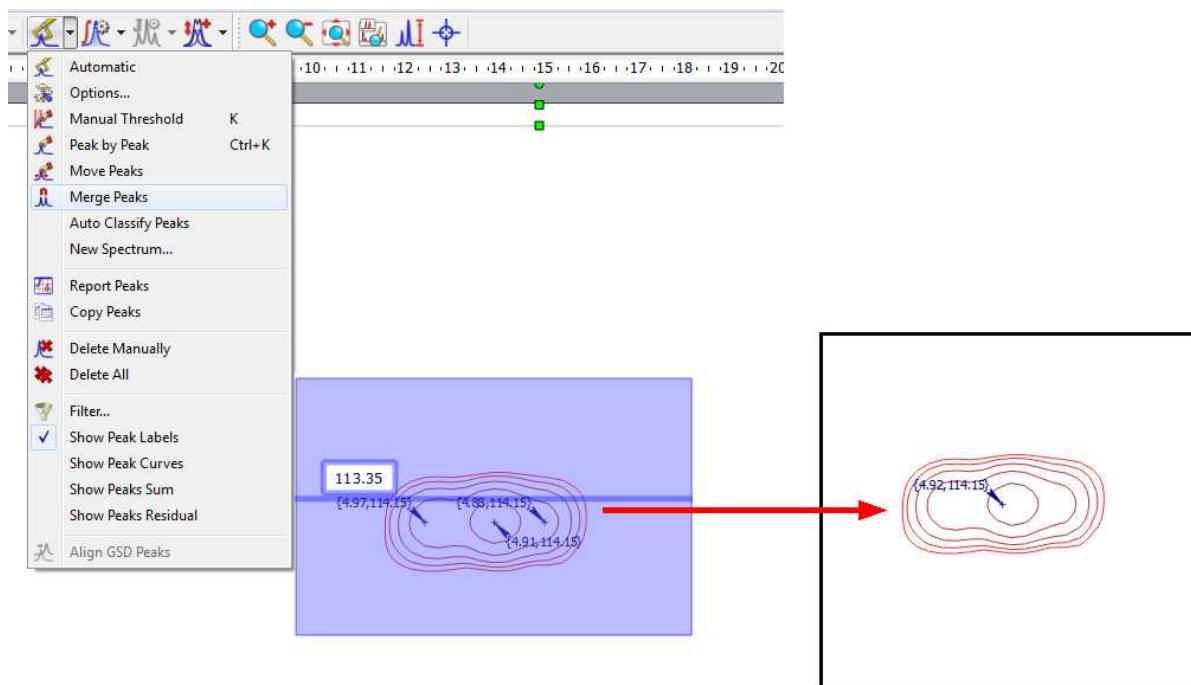 10 11 12 13 14 15 16 17 18 19 20
Automatic
Options...
Manual Threshold K
Peak by Peak Ctrl+K
Move Peaks
Merge Peaks
Auto Classify Peaks
New Spectrum...
Report Peaks
Copy Peaks
Delete Manually
Delete All
Filter...
Show Peak Labels
Show Peak Curves
Show Peaks Sum
Show Peaks Residual
Align GSD Peaks
113.35
{4.97,114.15} {4.88,114.15}
{4.91,114.15}
{4.92,114.15}